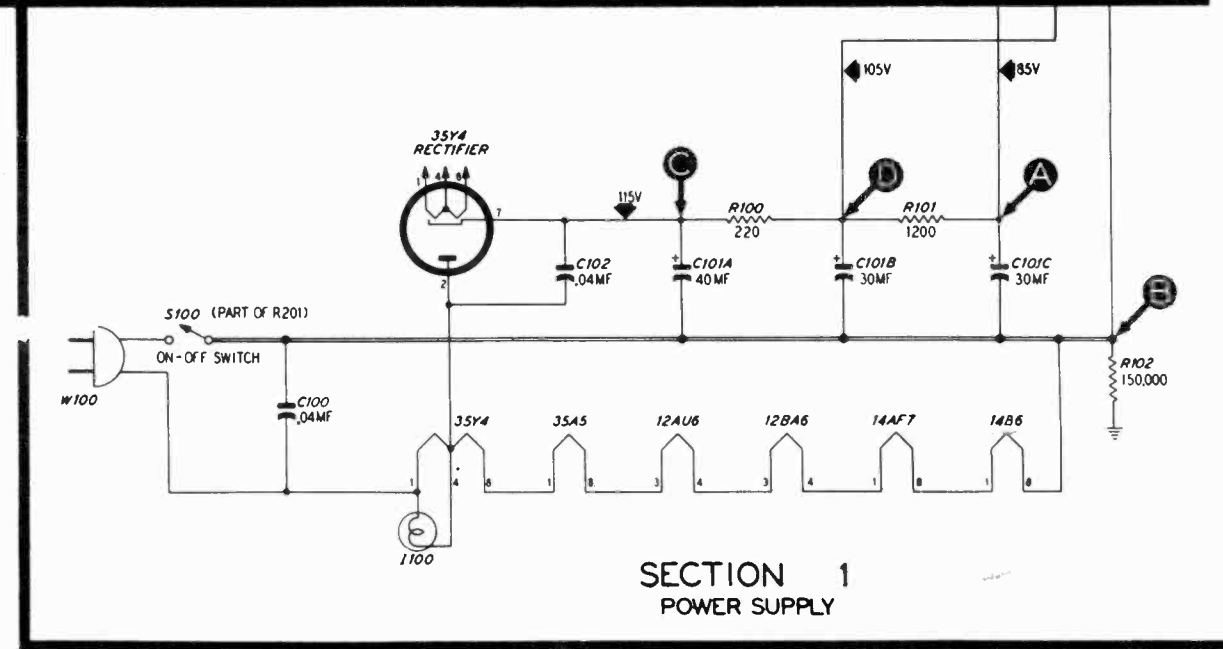 105V
85V
35Y4
RECTIFIER
1 4 8
7
2
115V
C
D
A
R100
220
R101
1200
C102
.04MF
+
C101A
40MF
+
C101B
30MF
+
C101C
30MF
B
S100 (PART OF R201)
ON-OFF SWITCH
W100
R102
150,000
C100
.04MF
35Y4
35A5
12AU6
12BA6
14AF7
14B6
1 4 8 1 8 3 4 3 4 1 8 1 8
I100
SECTION 1
POWER SUPPLY